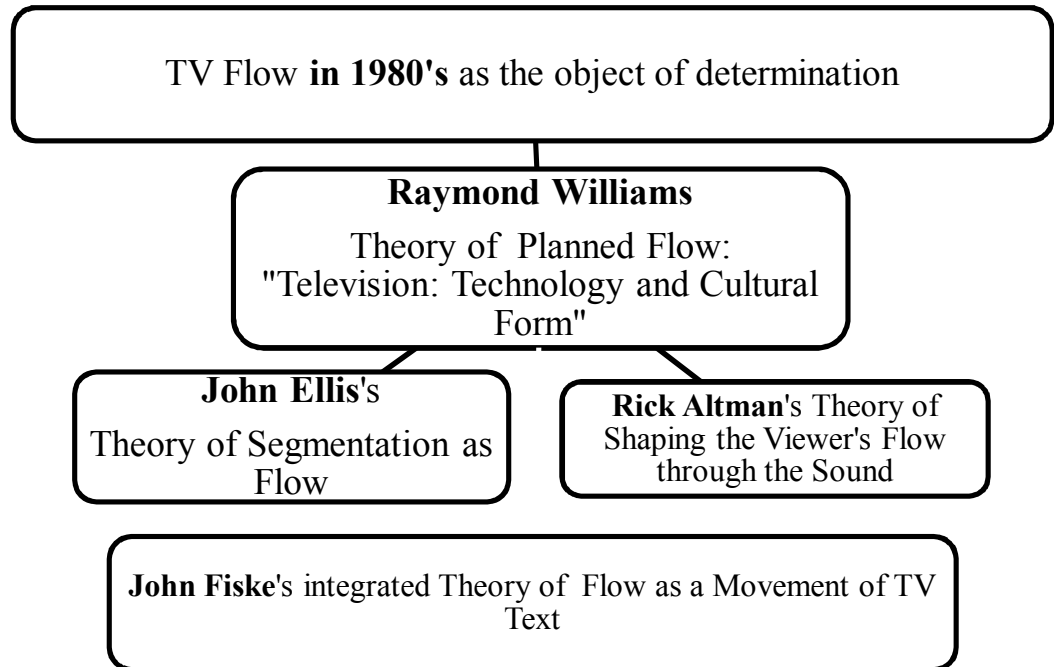 TV Flow in 1980's as the object of determination
Raymond Williams
Theory of Planned Flow:
"Television: Technology and Cultural
Form"
John Ellis's
Theory of Segmentation as
Flow
Rick Altman's Theory of
Shaping the Viewer's Flow
through the Sound
John Fiske's integrated Theory of Flow as a Movement of TV
Text